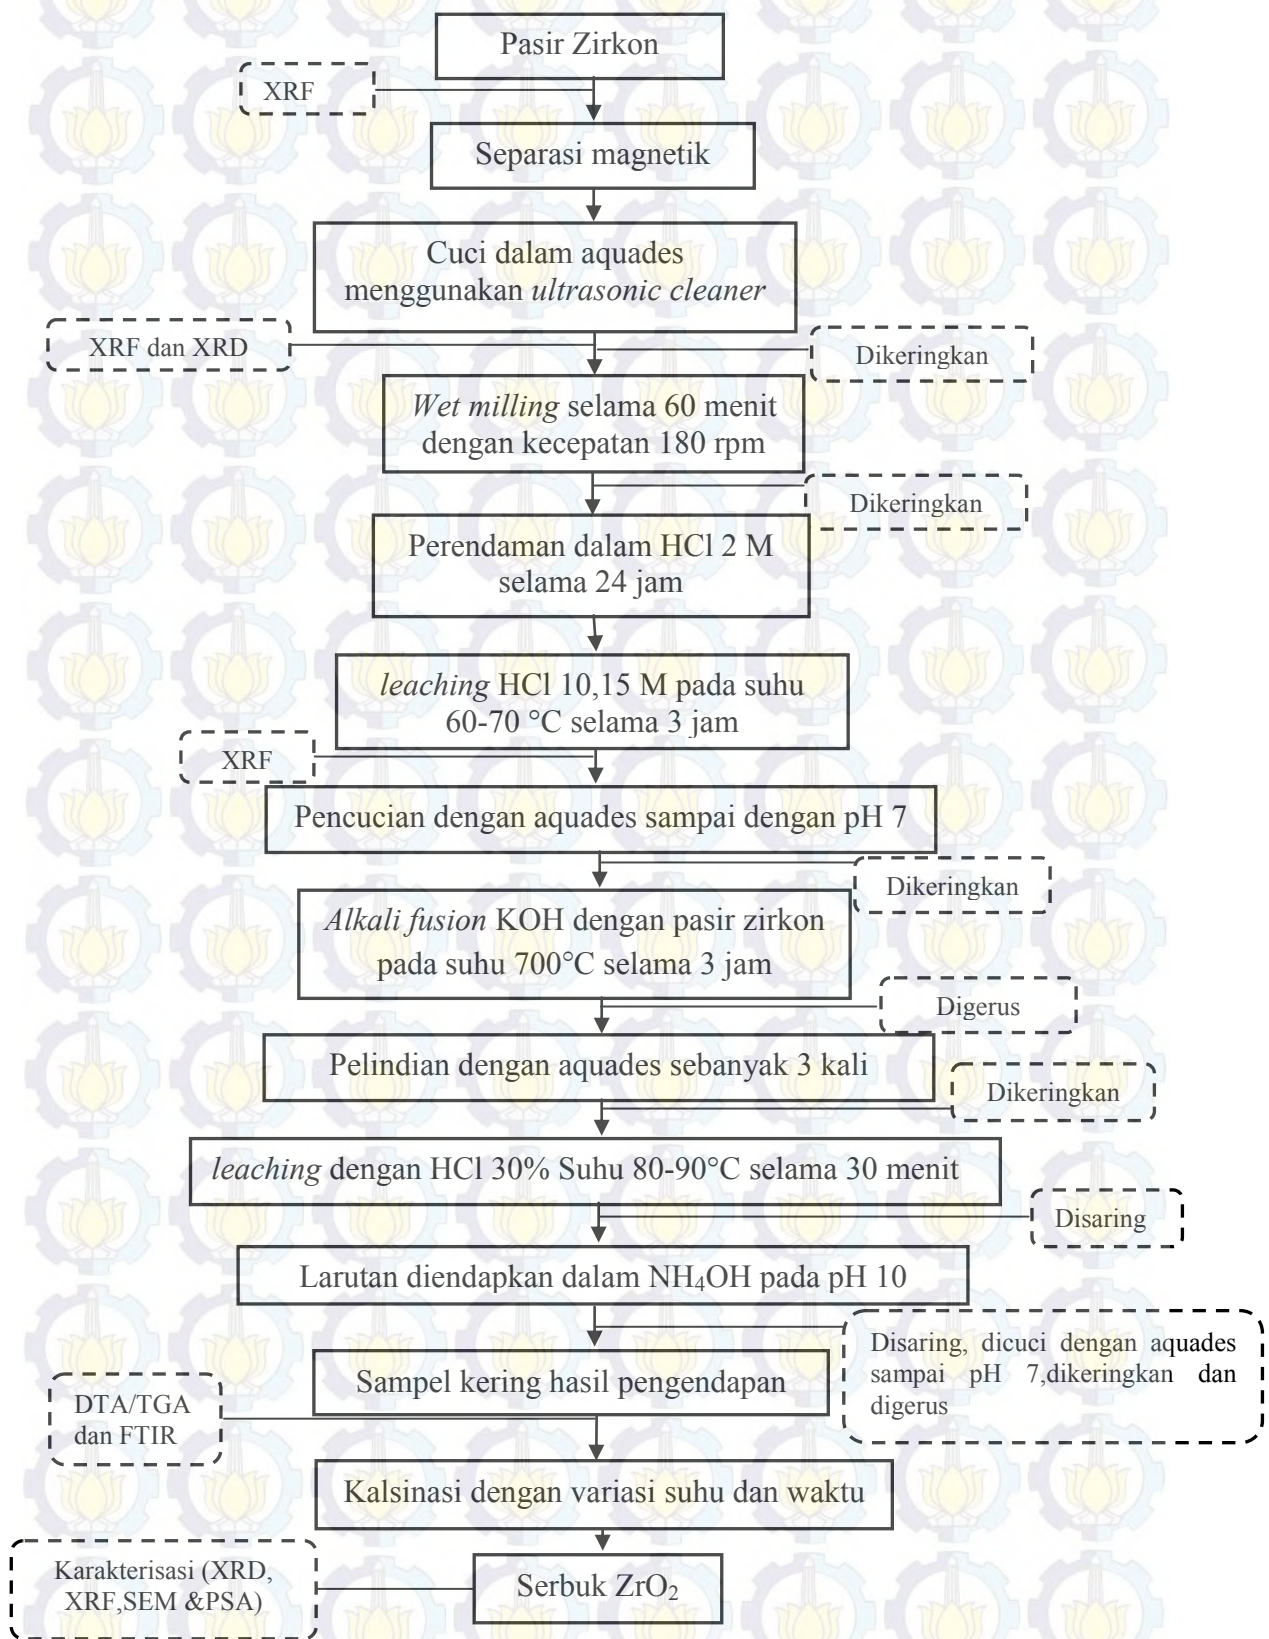 Pasir Zirkon
XRF
Separasi magnetik
Cuci dalam aquades
menggunakan ultrasonic cleaner
XRF dan XRD
Dikeringkan
Wet milling selama 60 menit
dengan kecepatan 180 rpm
Dikeringkan
Perendaman dalam HCl 2 M
selama 24 jam
leaching HCl 10,15 M pada suhu
60-70 °C selama 3 jam
XRF
Pencucian dengan aquades sampai dengan pH 7
Dikeringkan
Alkali fusion KOH dengan pasir zirkon
pada suhu 700°C selama 3 jam
Digerus
Pelindian dengan aquades sebanyak 3 kali
Dikeringkan
leaching dengan HCl 30% Suhu 80-90°C selama 30 menit
Disaring
Larutan diendapkan dalam NH₄OH pada pH 10
Disaring, dicuci dengan aquades
sampai pH 7,dikeringkan dan
digerus
Sampel kering hasil pengendapan
DTA/TGA
dan FTIR
Kalsinasi dengan variasi suhu dan waktu
Karakterisasi (XRD,
XRF,SEM &PSA)
Serbuk ZrO₂